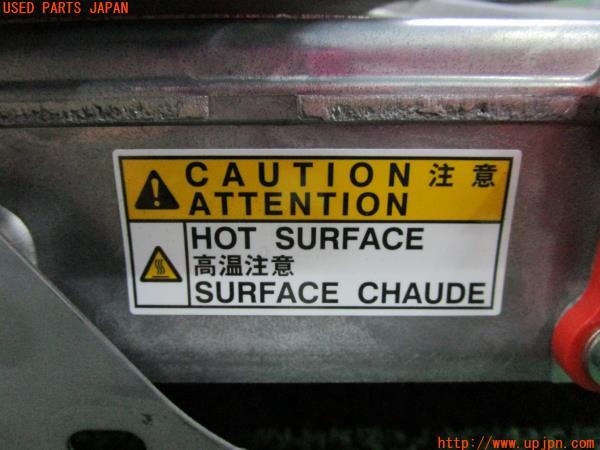 USED PARTS JAPAN
CAUTION 注意
ATTENTION
HOT SURFACE
高温注意
SURFACE CHAUDE
http://www.upjpn.com/